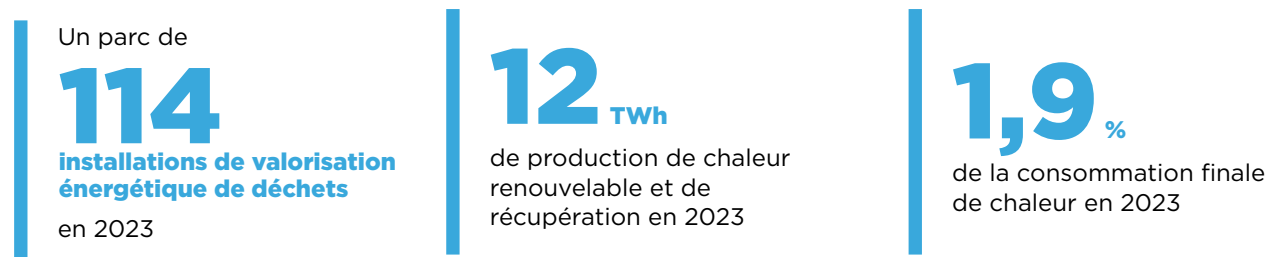 Un parc de
114
installations de valorisation
énergétique de déchets
en 2023
12 TWh
de production de chaleur
renouvelable et de
récupération en 2023
1,9 %
de la consommation finale
de chaleur en 2023